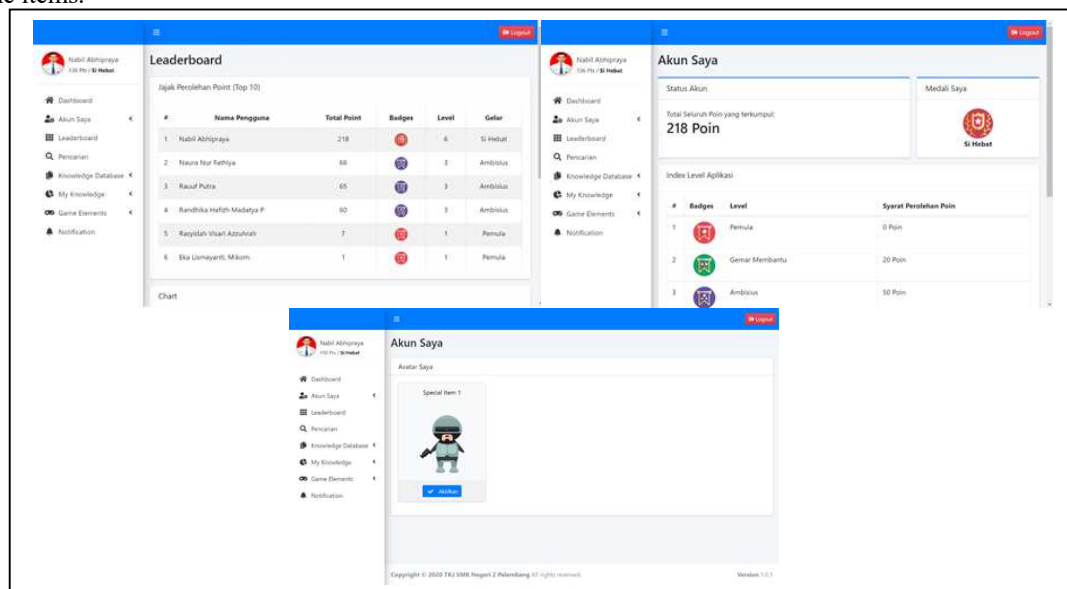 Logout
Nabil Abhipraya
136 Pts / Si Hebat
Dashboard
Akun Saya
Leaderboard
Pencarian
Knowledge Database
My Knowledge
Game Elements
Notification
Leaderboard
Jajak Perolehan Point (Top 10)
# Nama Pengguna Total Point Badges Level Gelar
1 Nabil Abhipraya 218 6 Si Hebat
2 Naura Nur Fathiya 66 3 Ambisius
3 Rauuf Putra 65 3 Ambisius
4 Randhika Hafizh Madatya P 60 3 Ambisius
5 Rasyidah Visari Azzuhrah 7 1 Pemula
6 1 1 Pemula
Chart
Logout
Nabil Abhipraya
136 Pts / Si Hebat
Dashboard
Akun Saya
Leaderboard
Pencarian
Knowledge Database
My Knowledge
Game Elements
Notification
Akun Saya
Status Akun
Total Seluruh Poin yang terkumpul:
218 Poin
Medali Saya
Si Hebat
Index Level Aplikasi
# Badges Level Syarat Perolehan Poin
1 Pemula 0 Poin
2 Gemar Membantu 20 Poin
3 Ambisius 50 Poin
Logout
Nabil Abhipraya
Pts / Si Hebat
Dashboard
Akun Saya
Leaderboard
Pencarian
Knowledge Database
My Knowledge
Game Elements
Notification
Akun Saya
Avatar Saya
Special Item 1
Aktifkan
Copyright © 2020 TKJ SMK Negeri 2 Palembang All rights reserved.
Version 1.0.1